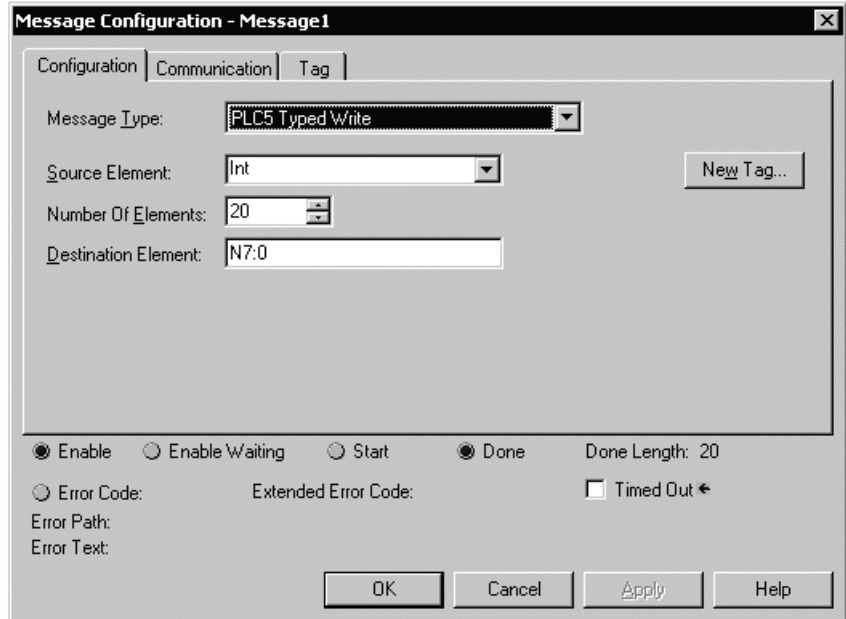 Message Configuration - Message1
Configuration Communication Tag
Message Type: PLC5 Typed Write
Source Element: Int New Tag...
Number Of Elements: 20
Destination Element: N7:0
Enable Enable Waiting Start Done Done Length: 20
Error Code: Extended Error Code: Timed Out
Error Path:
Error Text:
OK Cancel Apply Help